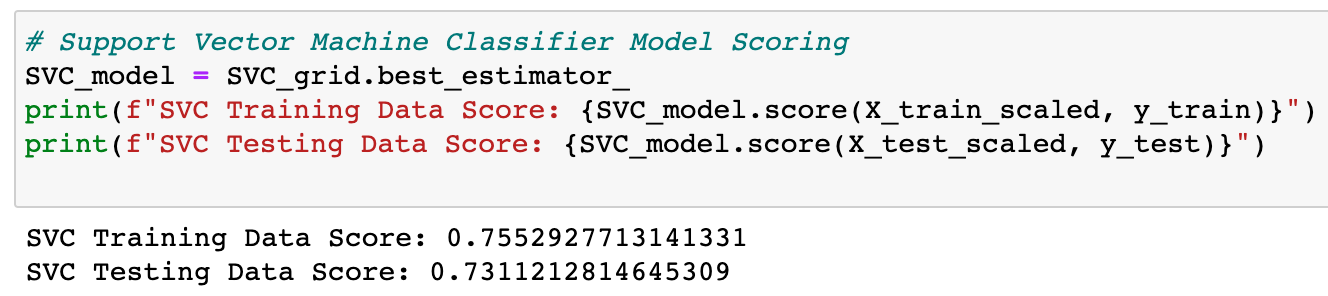 # Support Vector Machine Classifier Model Scoring
SVC_model = SVC_grid.best_estimator_
print(f"SVC Training Data Score: {SVC_model.score(X_train_scaled, y_train)}")
print(f"SVC Testing Data Score: {SVC_model.score(X_test_scaled, y_test)}")
SVC Training Data Score: 0.7552927713141331
SVC Testing Data Score: 0.7311212814645309